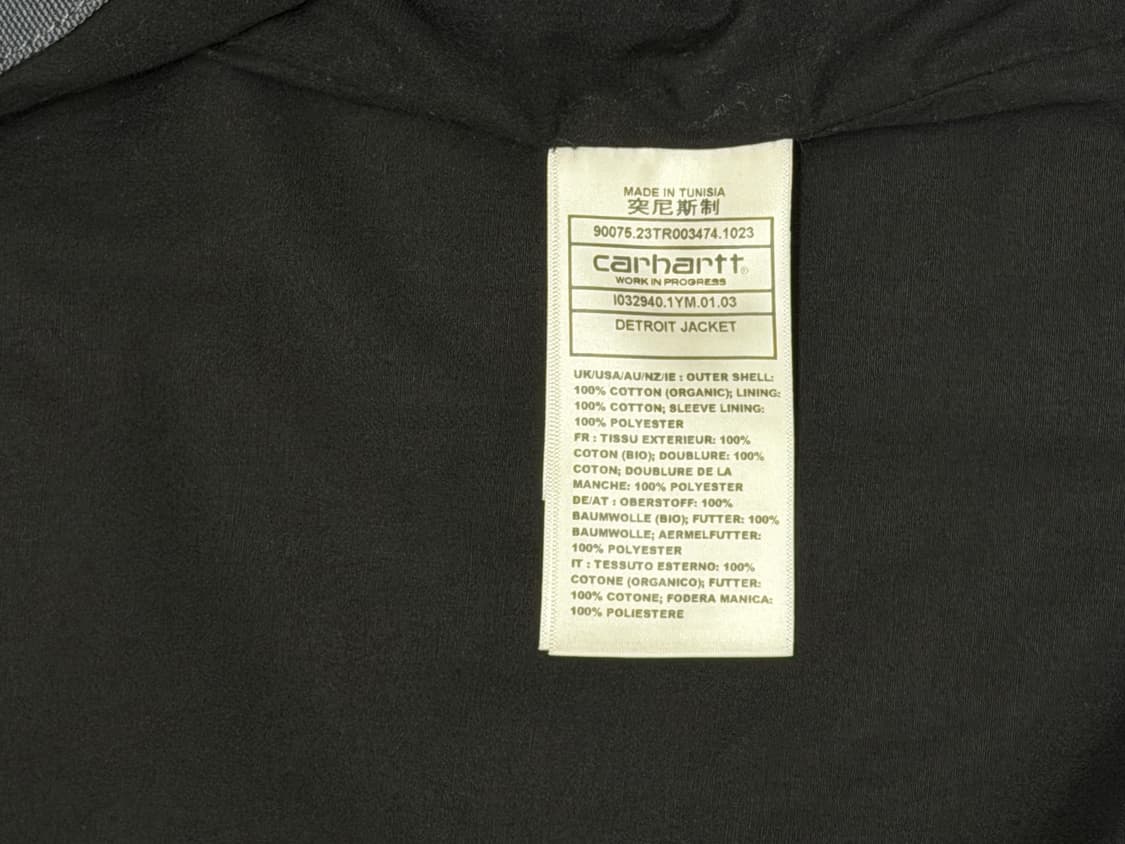 MADE IN TUNISIA
突尼斯制
90075.23TR003474.1023
carhartt®
WORK IN PROGRESS
I032940.1YM.01.03
DETROIT JACKET
UK/USA/AU/NZ/IE : OUTER SHELL:
100% COTTON (ORGANIC); LINING:
100% COTTON; SLEEVE LINING:
100% POLYESTER
FR : TISSU EXTERIEUR: 100%
COTON (BIO); DOUBLURE: 100%
COTON; DOUBLURE DE LA
MANCHE: 100% POLYESTER
DE/AT : OBERSTOFF: 100%
BAUMWOLLE (BIO); FUTTER: 100%
BAUMWOLLE; AERMELFUTTER:
100% POLYESTER
IT : TESSUTO ESTERNO: 100%
COTONE (ORGANICO); FUTTER:
100% COTONE; FODERA MANICA:
100% POLIESTERE